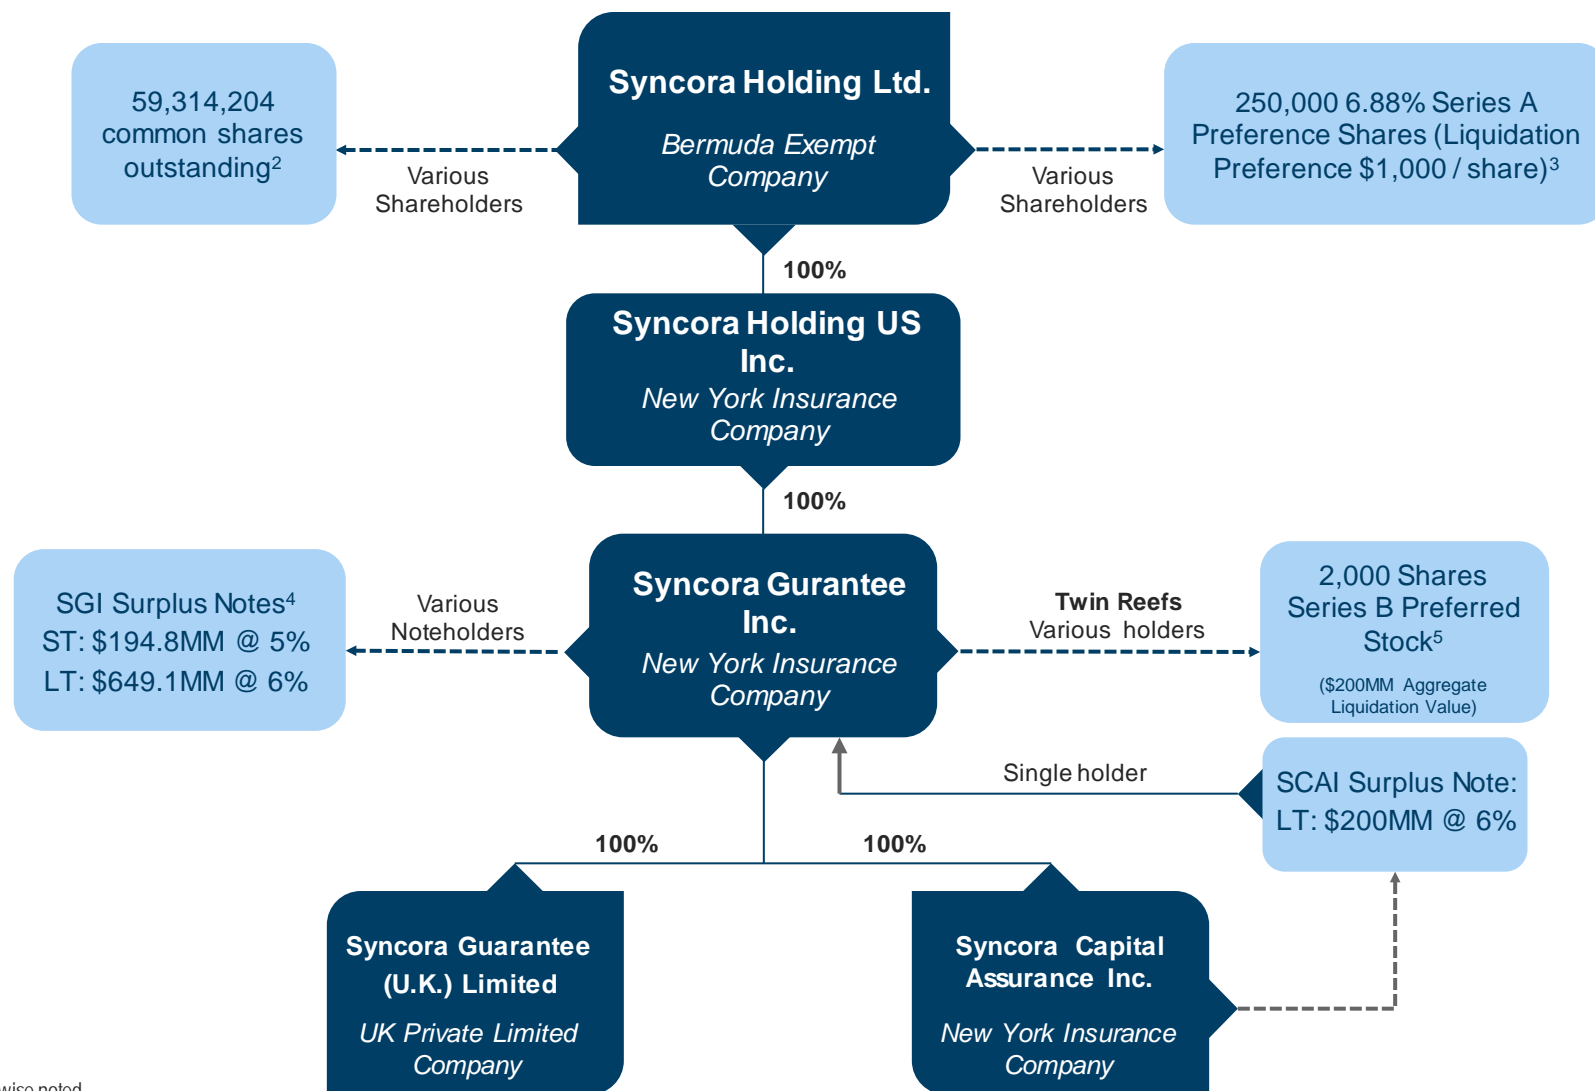 Syncora Holding Ltd.
Bermuda Exempt
Company
59,314,204
common shares
outstanding2
Various
Shareholders
Various
Shareholders
250,000 6.88% Series A
Preference Shares (Liquidation
Preference $1,000 / share)3
100%
Syncora Holding US
Inc.
New York Insurance
Company
100%
SGI Surplus Notes4
ST: $194.8MM @ 5%
LT: $649.1MM @ 6%
Various
Noteholders
Syncora Gurantee
Inc.
New York Insurance
Company
Twin Reefs
Various holders
2,000 Shares
Series B Preferred
Stock5
($200MM Aggregate
Liquidation Value)
Single holder
SCAI Surplus Note:
LT: $200MM @ 6%
100%
100%
Syncora Guarantee
(U.K.) Limited
UK Private Limited
Company
Syncora Capital
Assurance Inc.
New York Insurance
Company
noted